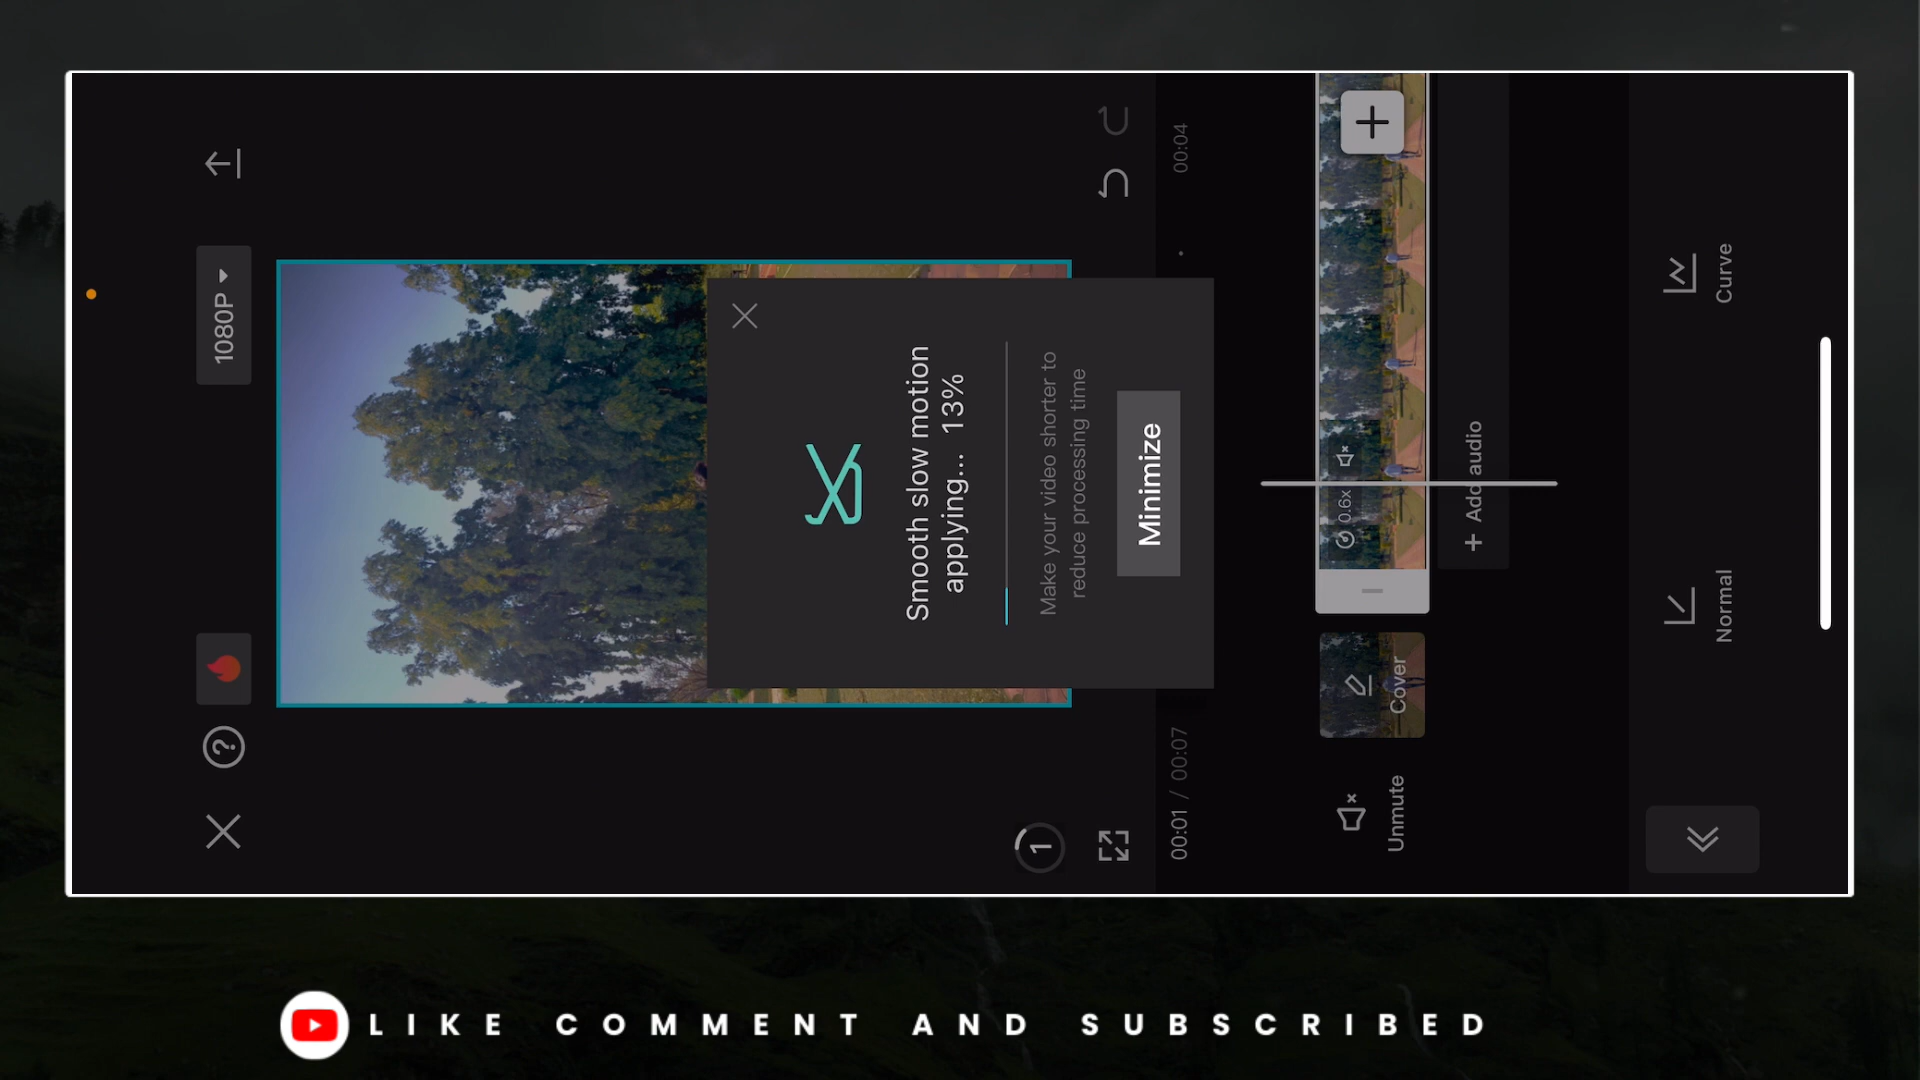 1080P
00:01 / 00:07
00:04
1
Smooth slow motion
applying... 13%
Make your video shorter to
reduce processing time
Minimize
Unmute
Cover
0.6x
+ Add audio
Normal
Curve
LIKE COMMENT AND SUBSCRIBED